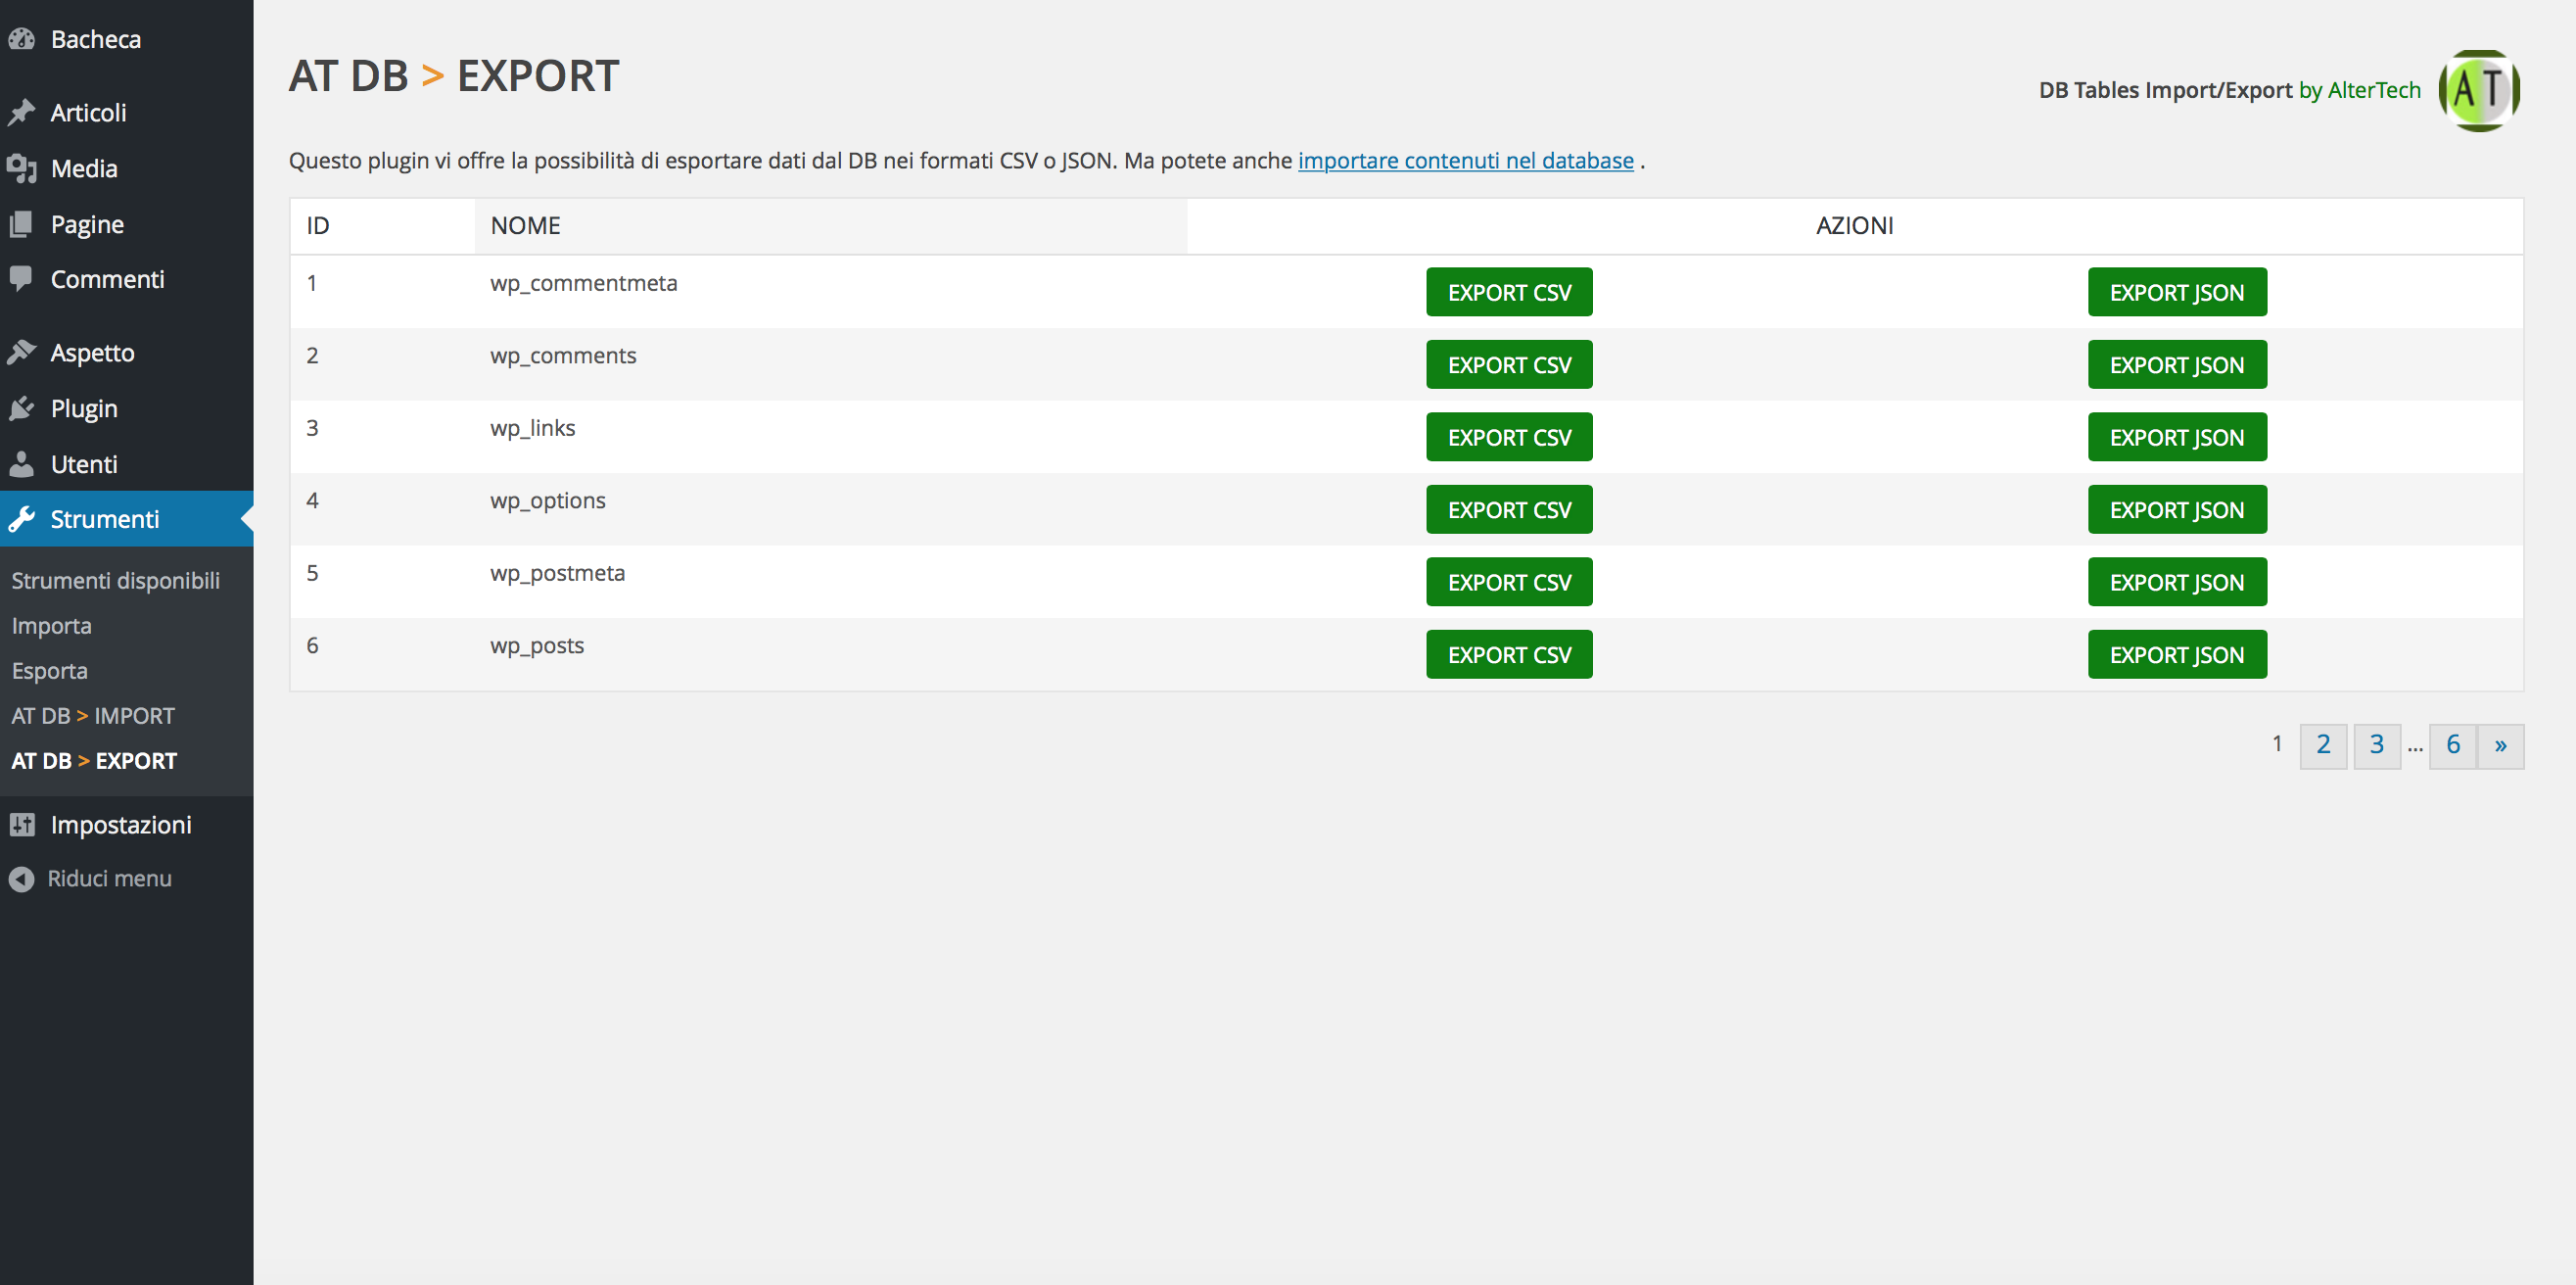 Bacheca
Articoli
Media
Pagine
Commenti
Aspetto
Plugin
Utenti
Strumenti
Strumenti disponibili
Importa
Esporta
AT DB > IMPORT
AT DB > EXPORT
Impostazioni
Riduci menu
AT DB > EXPORT
DB Tables Import/Export by AlterTech
AT
Questo plugin vi offre la possibilità di esportare dati dal DB nei formati CSV o JSON. Ma potete anche importare contenuti nel database .
ID NOME AZIONI
1 wp_commentmeta EXPORT CSV EXPORT JSON
2 wp_comments EXPORT CSV EXPORT JSON
3 wp_links EXPORT CSV EXPORT JSON
4 wp_options EXPORT CSV EXPORT JSON
5 wp_postmeta EXPORT CSV EXPORT JSON
6 wp_posts EXPORT CSV EXPORT JSON
1 2 3 ... 6 »